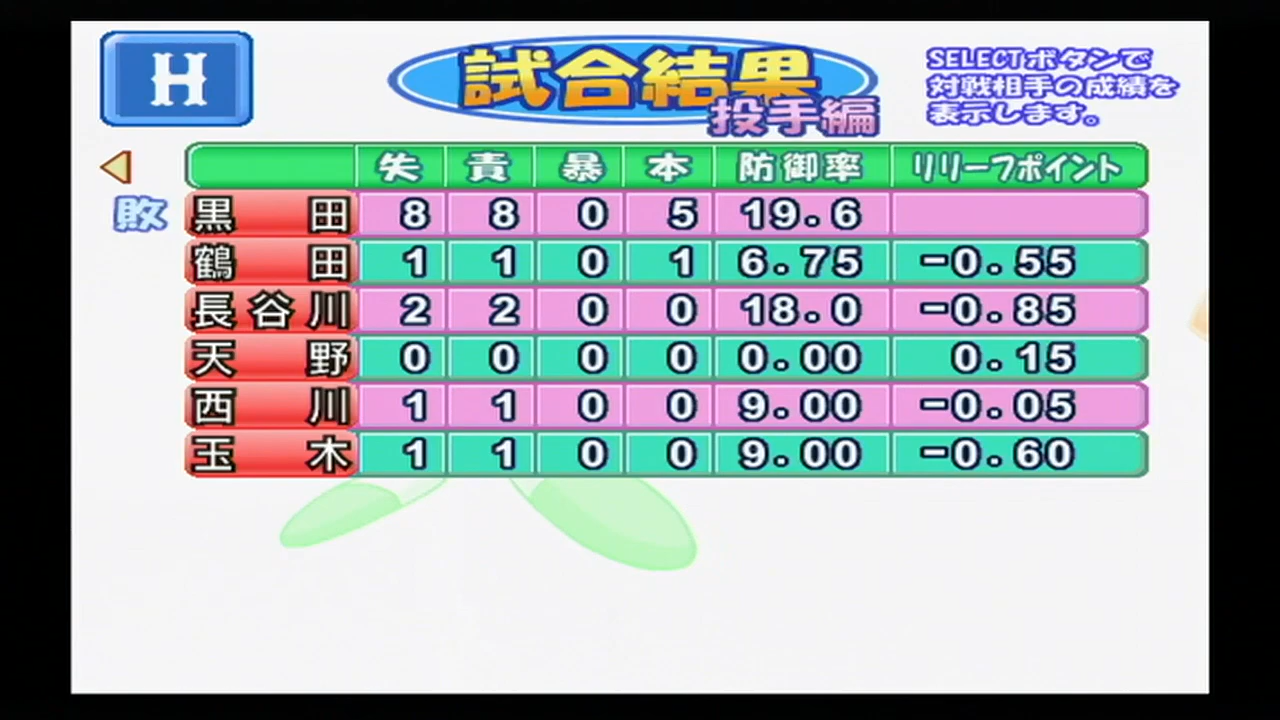 H
試合結果
投手編
SELECTボタンで
対戦相手の成績を
表示します。
失 責 暴 本 防御率 リリーフポイント
敗 黒田 8 8 0 5 19.6
鶴田 1 1 0 1 6.75 -0.55
長谷川 2 2 0 0 18.0 -0.85
天野 0 0 0 0 0.00 0.15
西川 1 1 0 0 9.00 -0.05
玉木 1 1 0 0 9.00 -0.60